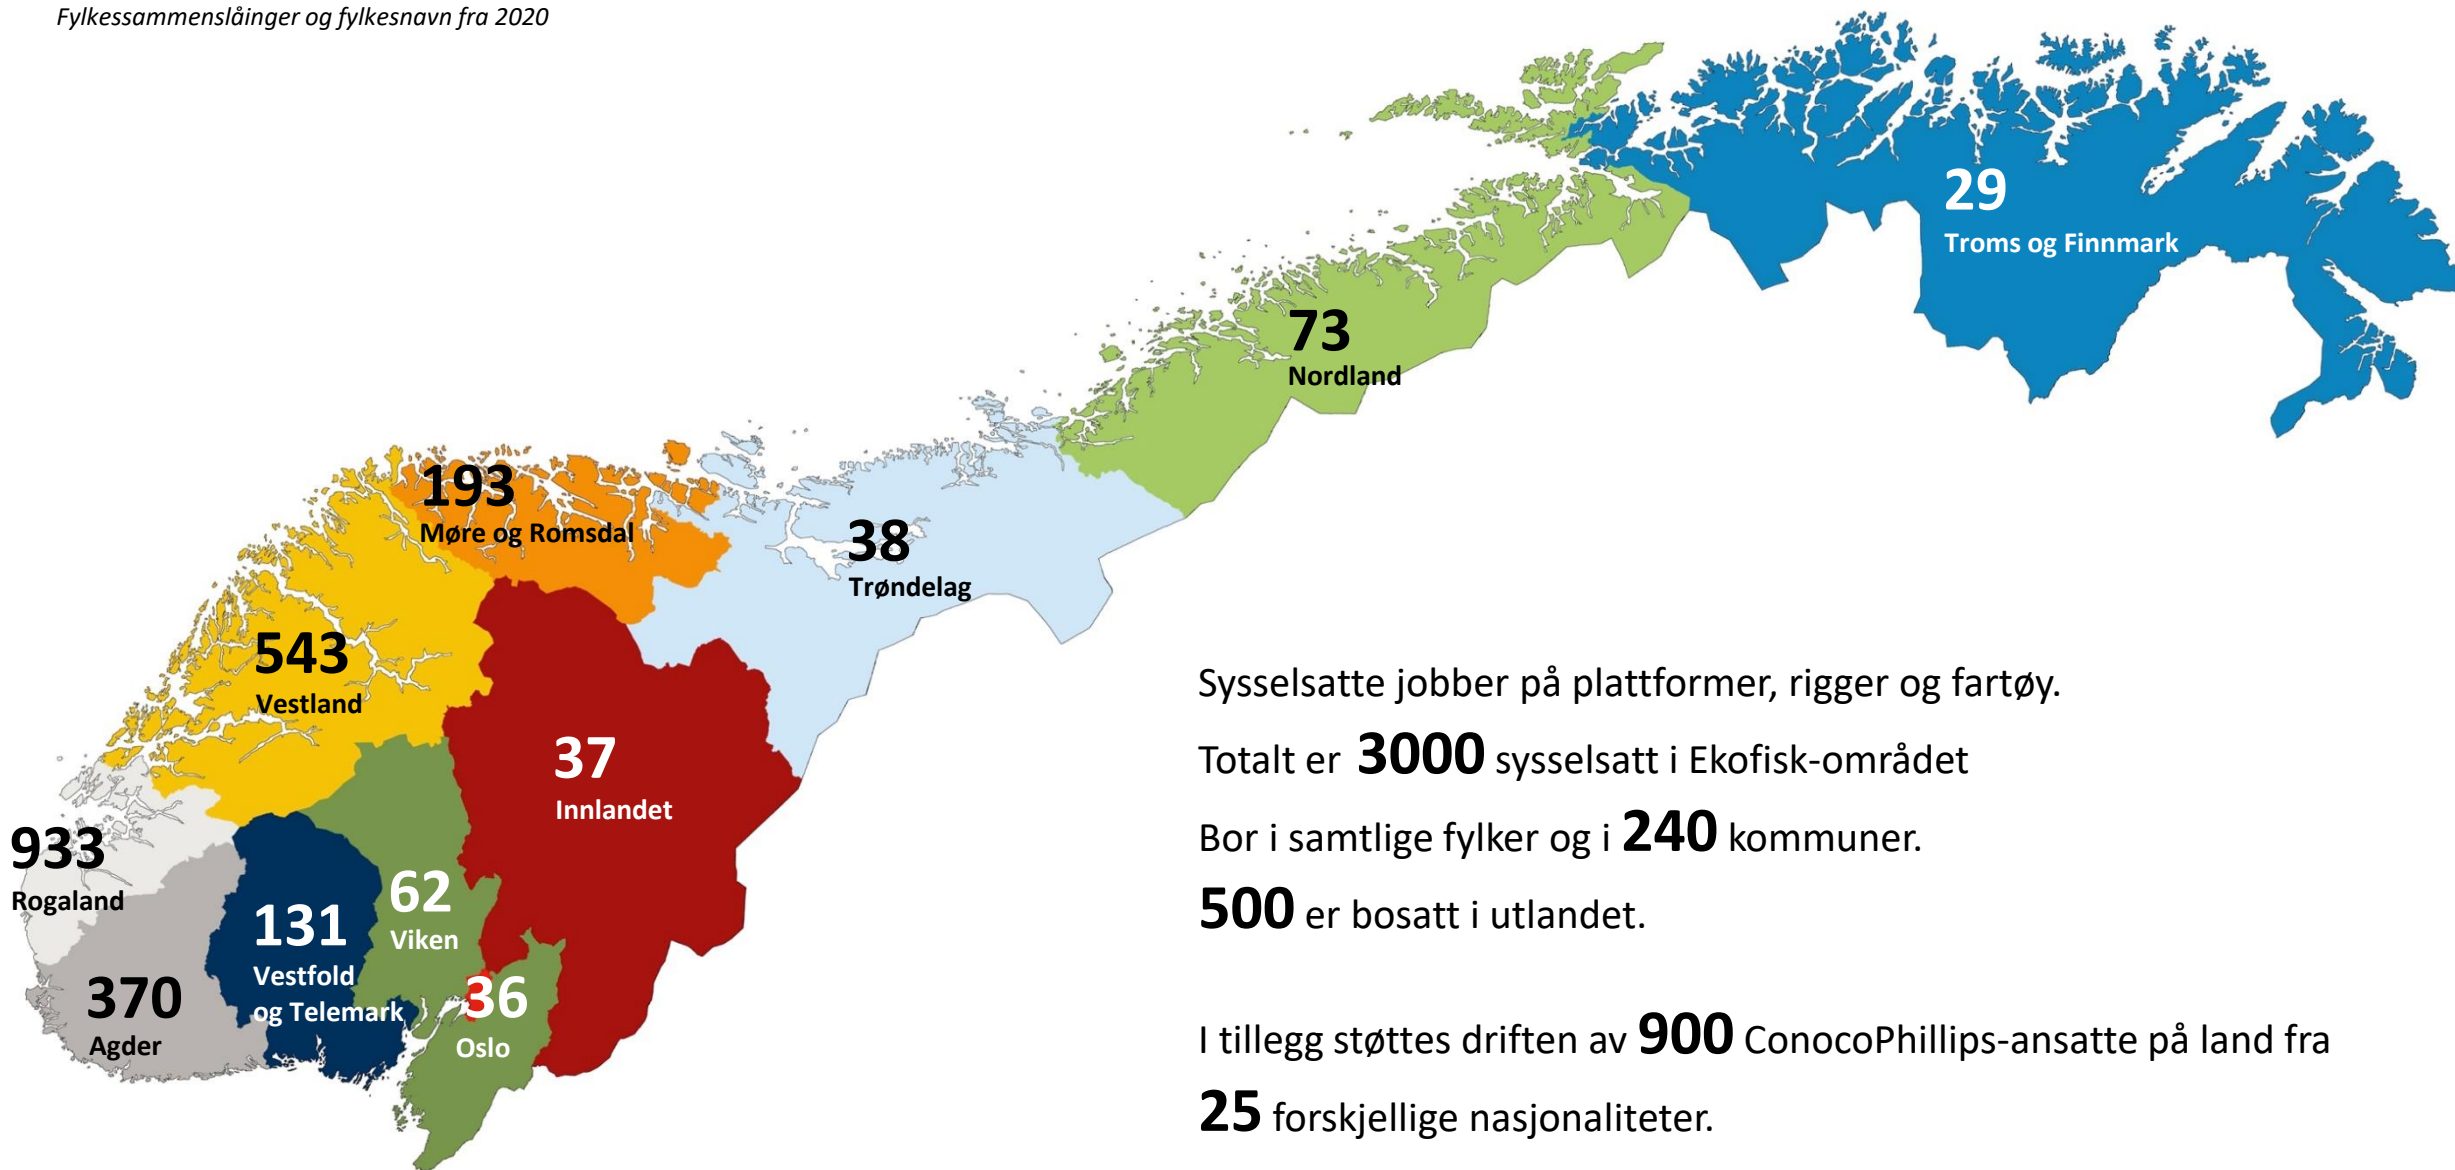 Fylkessammenslåinger og fylkesnavn fra 2020
29
Troms og Finnmark
73
Nordland
193
Møre og Romsdal
38
Trøndelag
543
Vestland
37
Innlandet
933
Rogaland
62
Viken
131
Vestfold
og Telemark
370
Agder
36
Oslo
Sysselsatte jobber på plattformer, rigger og fartøy.
Totalt er 3000 sysselsatt i Ekofisk-området
Bor i samtlige fylker og i 240 kommuner.
500 er bosatt i utlandet.
I tillegg støttes driften av 900 ConocoPhillips-ansatte på land fra
25 forskjellige nasjonaliteter.